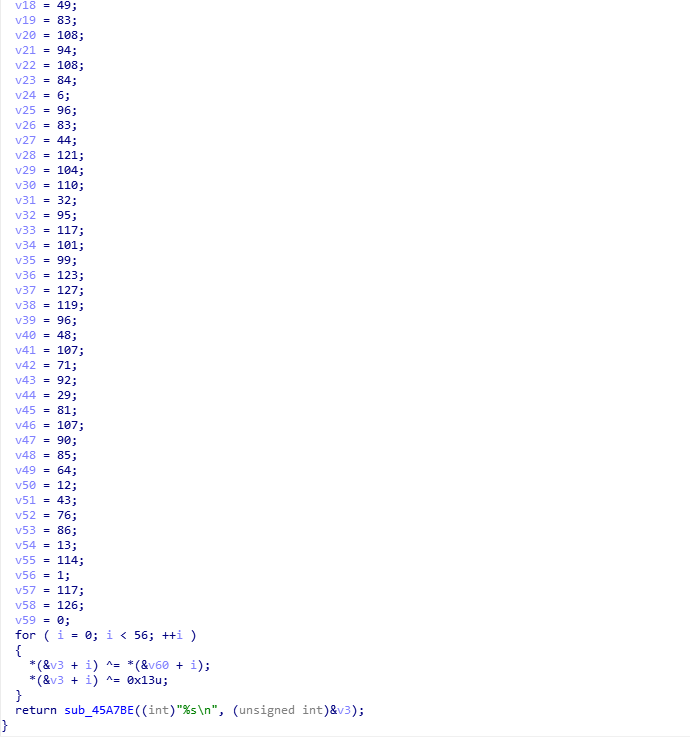 v18 = 49;
v19 = 83;
v20 = 108;
v21 = 94;
v22 = 108;
v23 = 84;
v24 = 6;
v25 = 96;
v26 = 83;
v27 = 44;
v28 = 121;
v29 = 104;
v30 = 110;
v31 = 32;
v32 = 95;
v33 = 117;
v34 = 101;
v35 = 99;
v36 = 123;
v37 = 127;
v38 = 119;
v39 = 96;
v40 = 48;
v41 = 107;
v42 = 71;
v43 = 92;
v44 = 29;
v45 = 81;
v46 = 107;
v47 = 90;
v48 = 85;
v49 = 64;
v50 = 12;
v51 = 43;
v52 = 76;
v53 = 86;
v54 = 13;
v55 = 114;
v56 = 1;
v57 = 117;
v58 = 126;
v59 = 0;
for ( i = 0; i < 56; ++i )
{
*(&v3 + i) ^= *(&v60 + i);
*(&v3 + i) ^= 0x13u;
}
return sub_45A7BE((int)"%s\n", (unsigned int)&v3);
}